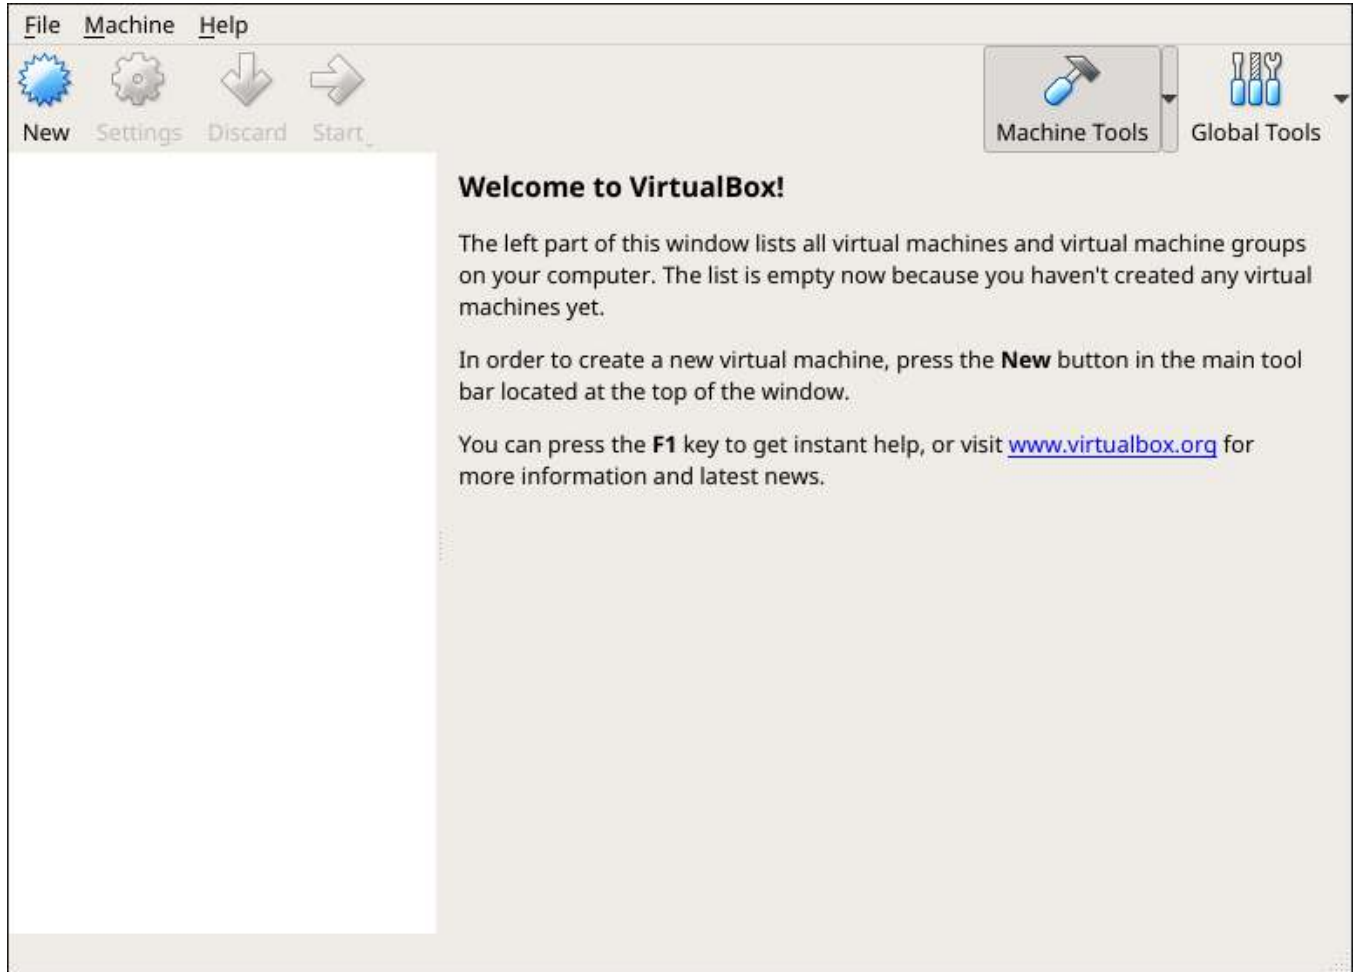 File Machine Help
New Settings Discard Start Machine Tools Global Tools
Welcome to VirtualBox!
The left part of this window lists all virtual machines and virtual machine groups
on your computer. The list is empty now because you haven't created any virtual
machines yet.
In order to create a new virtual machine, press the New button in the main tool
bar located at the top of the window.
You can press the F1 key to get instant help, or visit www.virtualbox.org for
more information and latest news.